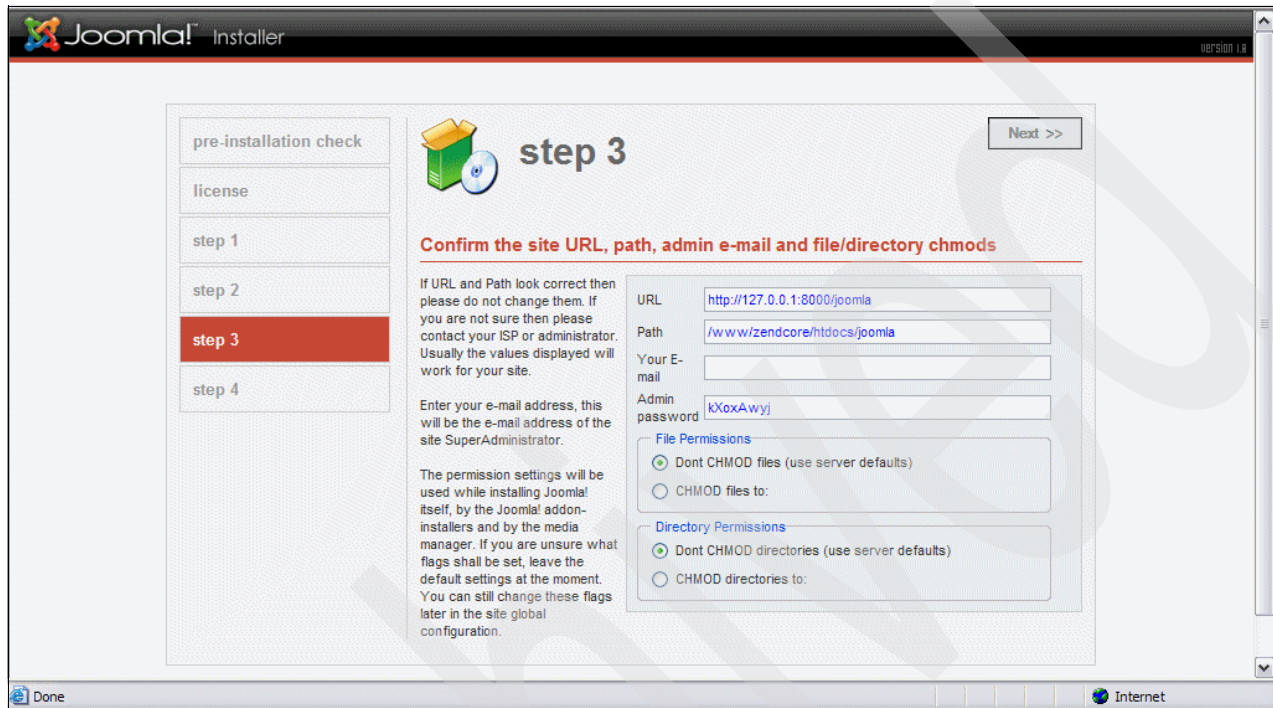 Joomla! Installer
version 1.0
pre-installation check
license
step 1
step 2
step 3
step 4
step 3
Next >>
Confirm the site URL, path, admin e-mail and file/directory chmods
If URL and Path look correct then
please do not change them. If
you are not sure then please
contact your ISP or administrator.
Usually the values displayed will
work for your site.
Enter your e-mail address, this
will be the e-mail address of the
site SuperAdministrator.
The permission settings will be
used while installing Joomla!
itself, by the Joomla! addon-
installers and by the media
manager. If you are unsure what
flags shall be set, leave the
default settings at the moment.
You can still change these flags
later in the site global
configuration.
URL http://127.0.0.1:8000/joomla
Path /www/zendcore/htdocs/joomla
Your E-
mail
Admin
password kXoxAwyj
File Permissions
Dont CHMOD files (use server defaults)
CHMOD files to:
Directory Permissions
Dont CHMOD directories (use server defaults)
CHMOD directories to:
Done
Internet